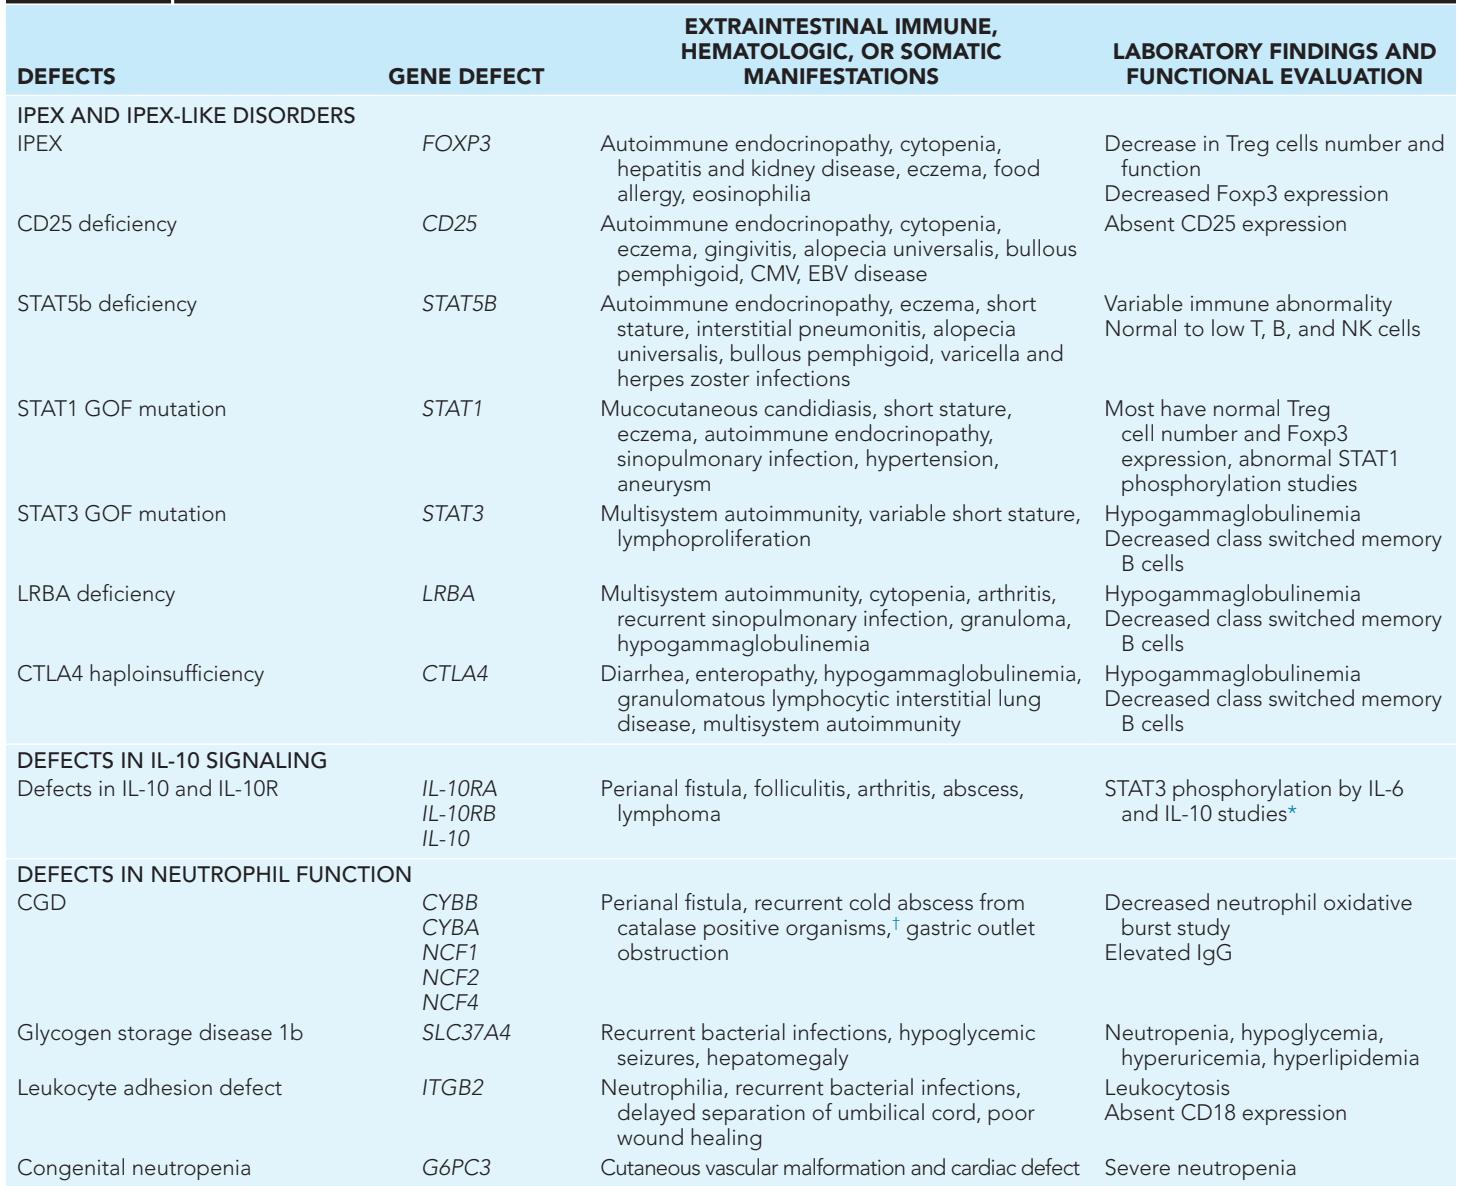 DEFECTS GENE DEFECT EXTRAINTESTINAL IMMUNE, HEMATOLOGIC, OR SOMATIC MANIFESTATIONS LABORATORY FINDINGS AND FUNCTIONAL EVALUATION
IPEX AND IPEX-LIKE DISORDERS
IPEX FOXP3 Autoimmune endocrinopathy, cytopenia, Decrease in Treg cells number and
hepatitis and kidney disease, eczema, food function
allergy, eosinophilia Decreased Foxp3 expression
CD25 deficiency CD25 Autoimmune endocrinopathy, cytopenia, Absent CD25 expression
eczema, gingivitis, alopecia universalis, bullous
pemphigoid, CMV, EBV disease
STAT5b deficiency STAT5B Autoimmune endocrinopathy, eczema, short Variable immune abnormality
stature, interstitial pneumonitis, alopecia Normal to low T, B, and NK cells
universalis, bullous pemphigoid, varicella and
herpes zoster infections
STAT1 GOF mutation STAT1 Mucocutaneous candidiasis, short stature, Most have normal Treg
eczema, autoimmune endocrinopathy, cell number and Foxp3
sinopulmonary infection, hypertension, expression, abnormal STAT1
aneurysm phosphorylation studies
STAT3 GOF mutation STAT3 Multisystem autoimmunity, variable short stature, Hypogammaglobulinemia
lymphoproliferation Decreased class switched memory
B cells
LRBA deficiency LRBA Multisystem autoimmunity, cytopenia, arthritis, Hypogammaglobulinemia
recurrent sinopulmonary infection, granuloma, Decreased class switched memory
hypogammaglobulinemia B cells
CTLA4 haploinsufficiency CTLA4 Diarrhea, enteropathy, hypogammaglobulinemia, Hypogammaglobulinemia
granulomatous lymphocytic interstitial lung Decreased class switched memory
disease, multisystem autoimmunity B cells
DEFECTS IN IL-10 SIGNALING
Defects in IL-10 and IL-10R IL-10RA Perianal fistula, folliculitis, arthritis, abscess, STAT3 phosphorylation by IL-6
IL-10RB lymphoma and IL-10 studies*
IL-10
DEFECTS IN NEUTROPHIL FUNCTION
CGD CYBB Perianal fistula, recurrent cold abscess from Decreased neutrophil oxidative
CYBA catalase positive organisms,† gastric outlet burst study
NCF1 obstruction Elevated IgG
NCF2
NCF4
Glycogen storage disease 1b SLC37A4 Recurrent bacterial infections, hypoglycemic Neutropenia, hypoglycemia,
seizures, hepatomegaly hyperuricemia, hyperlipidemia
Leukocyte adhesion defect ITGB2 Neutrophilia, recurrent bacterial infections, Leukocytosis
delayed separation of umbilical cord, poor Absent CD18 expression
wound healing
Congenital neutropenia G6PC3 Cutaneous vascular malformation and cardiac defect Severe neutropenia